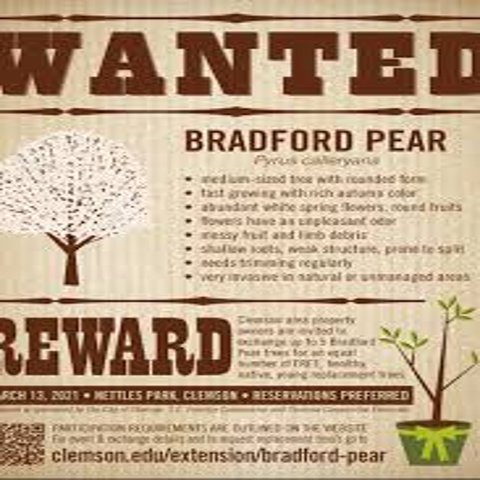 WANTED
BRADFORD PEAR
Pyrus calleryana
• medium-sized tree with rounded form
• fast growing with rich autumn color
• abundant white spring flowers, round fruits
• flowers have an unpleasant odor
• messy fruit and limb debris
• shallow roots, weak structure, prone to split
• needs trimming regularly
• very invasive in natural or unmanaged areas
REWARD
Clemson area property
owners are invited to
exchange up to 5 Bradford
Pear trees for an equal
number of FREE, healthy,
native, young replacement trees
ARCH 13, 2021 • NETTLES PARK, CLEMSON • RESERVATIONS PREFERRED
PARTICIPATION REQUIREMENTS ARE OUTLINED ON THE WEBSITE
For event & exchange details and to request replacement trees go to
clemson.edu/extension/bradford-pear